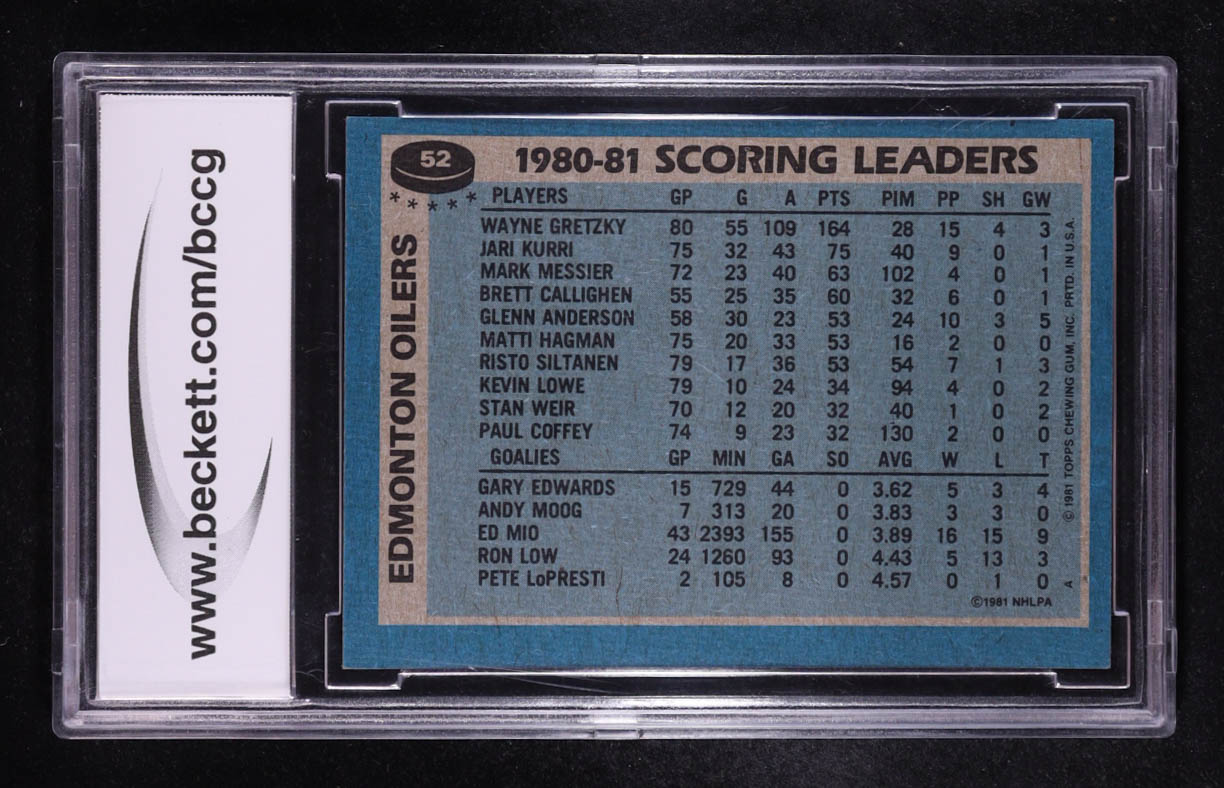 www.beckett.com/bccg
52
1980-81 SCORING LEADERS
EDMONTON OILERS
***** PLAYERS GP G A PTS PIM PP SH GW
WAYNE GRETZKY 80 55 109 164 28 15 4 3
JARI KURRI 75 32 43 75 40 9 0 1
MARK MESSIER 72 23 40 63 102 4 0 1
BRETT CALLIGHEN 55 25 35 60 32 6 0 1
GLENN ANDERSON 58 30 23 53 24 10 3 5
MATTI HAGMAN 75 20 33 53 16 2 0 0
RISTO SILTANEN 79 17 36 53 54 7 1 3
KEVIN LOWE 79 10 24 34 94 4 0 2
STAN WEIR 70 12 20 32 40 1 0 2
PAUL COFFEY 74 9 23 32 130 2 0 0
GOALIES GP MIN GA SO AVG W L T
GARY EDWARDS 15 729 44 0 3.62 5 3 4
ANDY MOOG 7 313 20 0 3.83 3 3 0
ED MIO 43 2393 155 0 3.89 16 15 9
RON LOW 24 1260 93 0 4.43 5 13 3
PETE LoPRESTI 2 105 8 0 4.57 0 1 0
©1981 NHLPA
A © 1981 TOPPS CHEWING GUM, INC. PRTD. IN U.S.A.